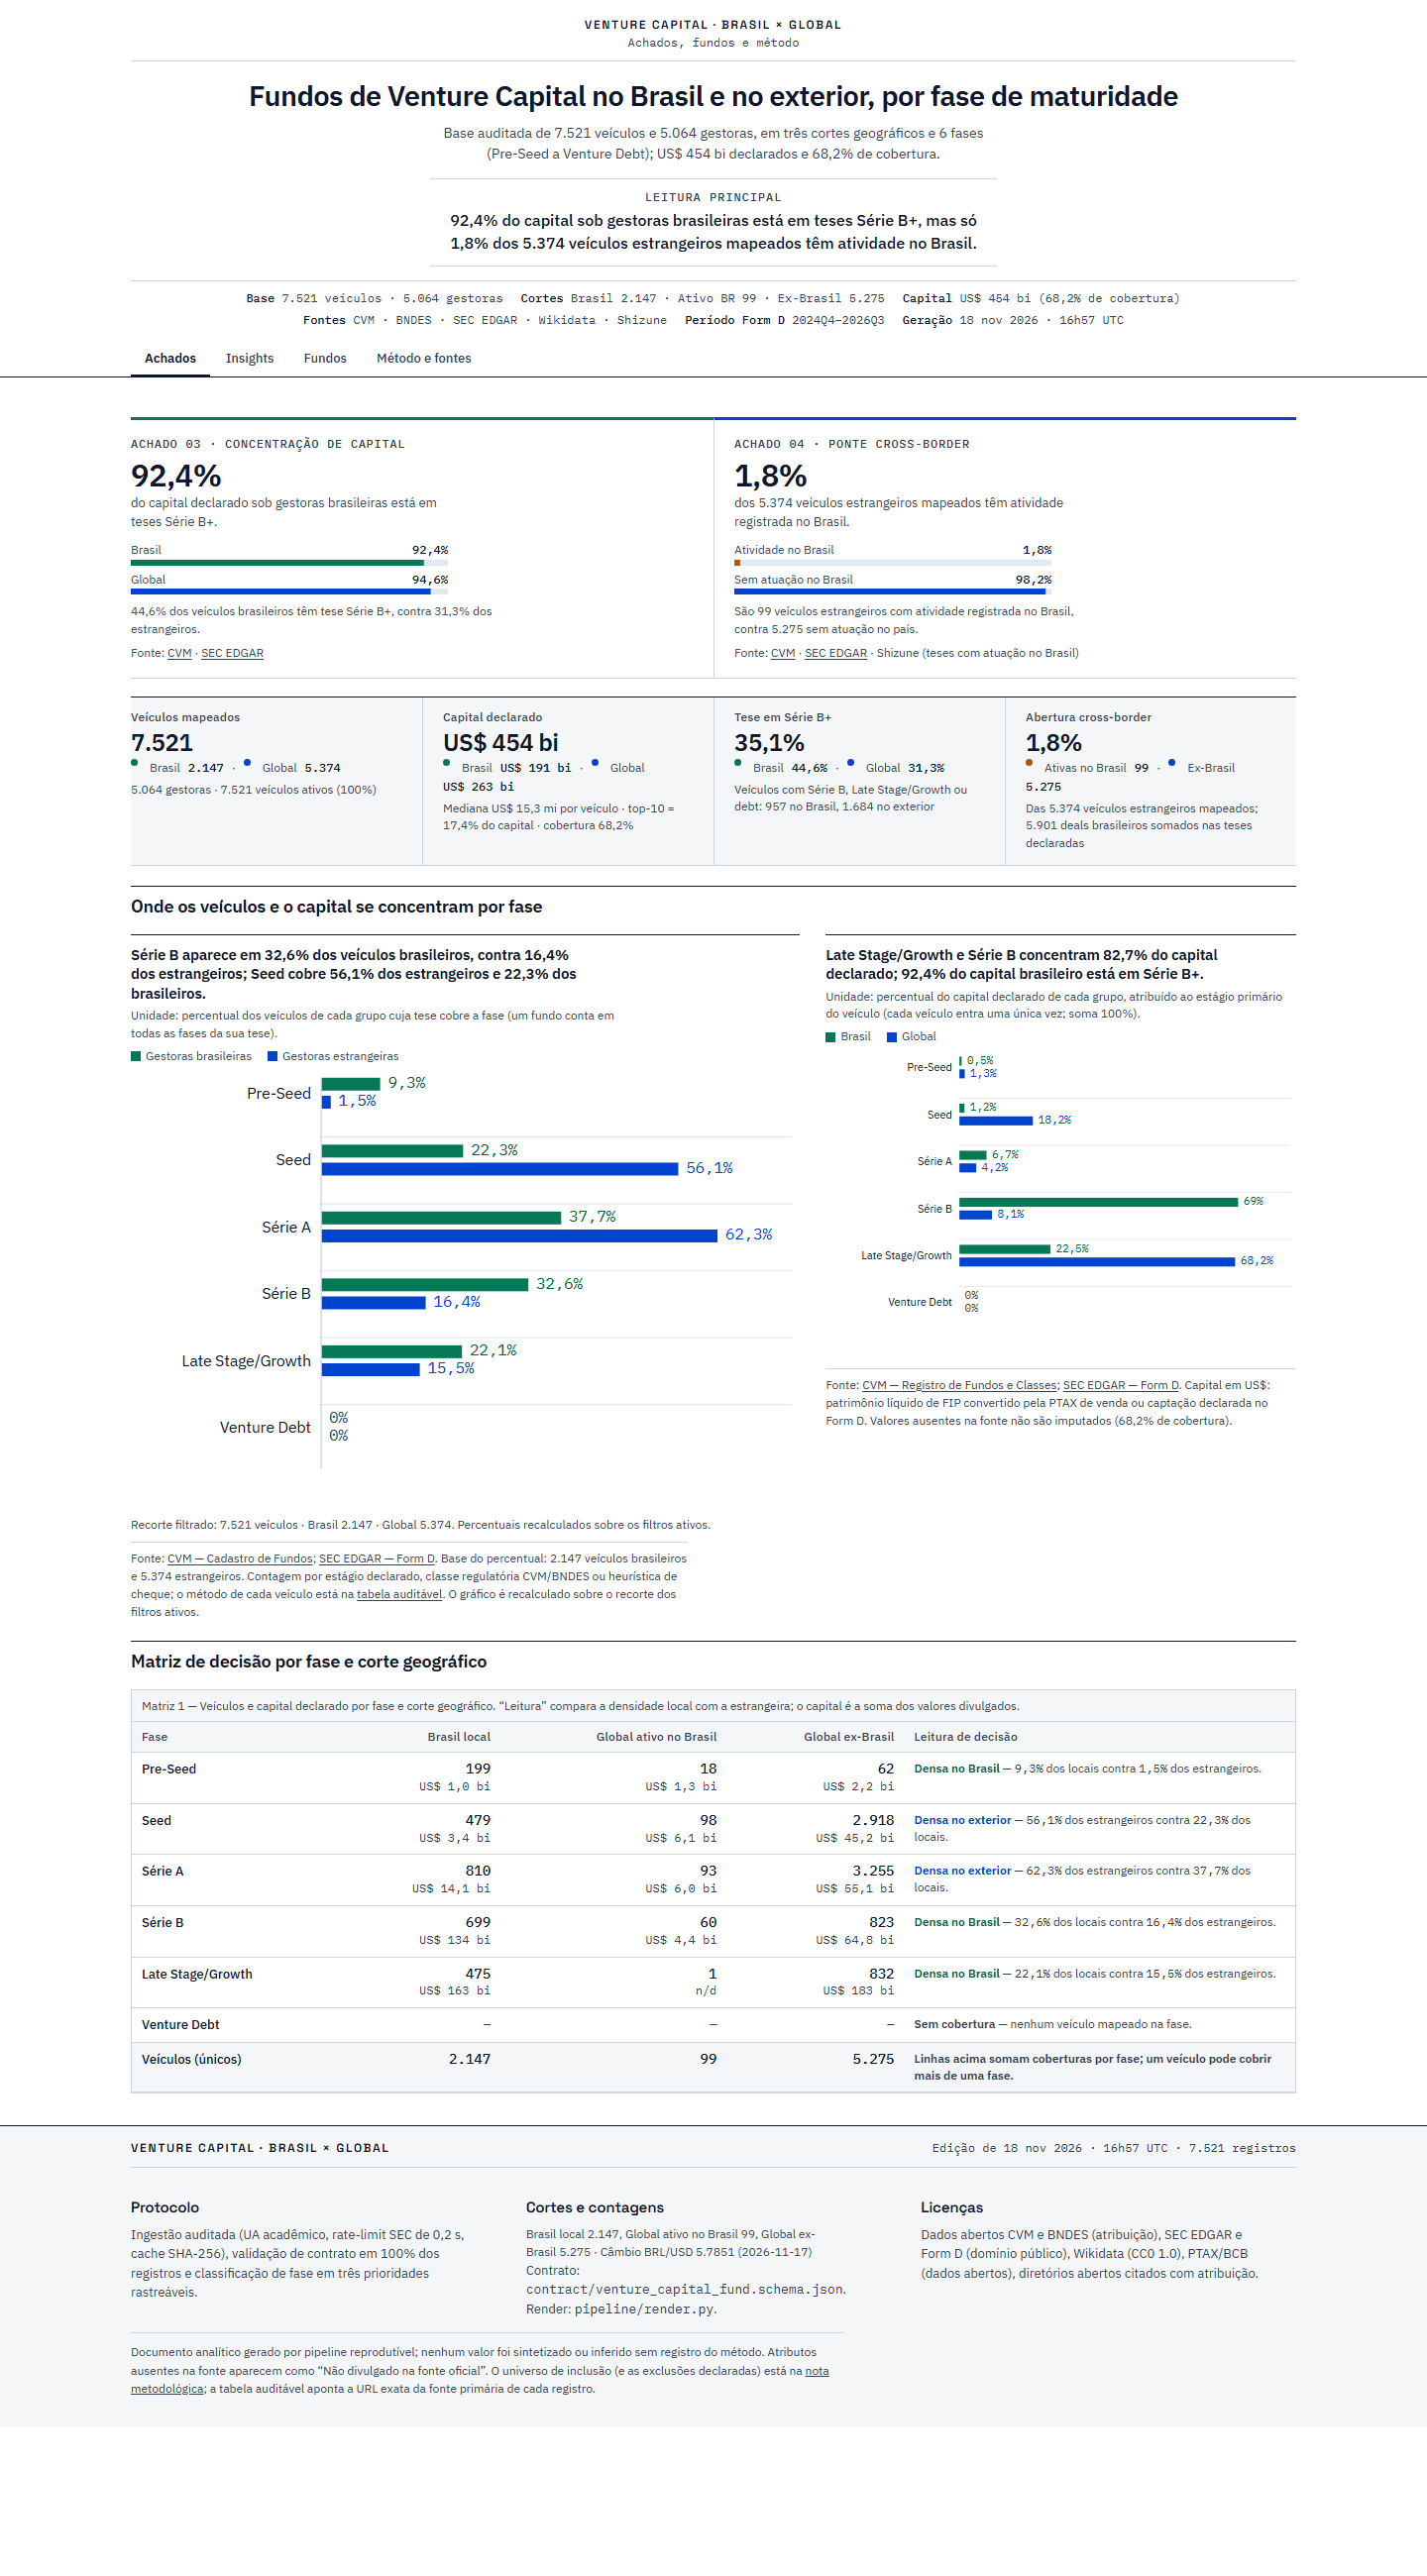 VENTURE CAPITAL · BRASIL × GLOBAL
Achados, fundos e método
Fundos de Venture Capital no Brasil e no exterior, por fase de maturidade
Base auditada de 7.521 veículos e 5.064 gestoras, em três cortes geográficos e 6 fases
(Pre-Seed a Venture Debt); US$ 454 bi declarados e 68,2% de cobertura.
LEITURA PRINCIPAL
92,4% do capital sob gestoras brasileiras está em teses Série B+, mas só
1,8% dos 5.374 veículos estrangeiros mapeados têm atividade no Brasil.
Base 7.521 veículos · 5.064 gestoras Cortes Brasil 2.147 · Ativo BR 99 · Ex-Brasil 5.275 Capital US$ 454 bi (68,2% de cobertura)
Fontes CVM · BNDES · SEC EDGAR · Wikidata · Shizune Período Form D 2024Q4–2026Q3 Geração 18 nov 2026 · 16h57 UTC
Achados Insights Fundos Método e fontes
ACHADO 03 · CONCENTRAÇÃO DE CAPITAL
92,4%
do capital declarado sob gestoras brasileiras está em
teses Série B+.
Brasil 92,4%
Global 94,6%
44,6% dos veículos brasileiros têm tese Série B+, contra 31,3% dos
estrangeiros.
Fonte: CVM · SEC EDGAR
ACHADO 04 · PONTE CROSS-BORDER
1,8%
dos 5.374 veículos estrangeiros mapeados têm atividade
registrada no Brasil.
Atividade no Brasil 1,8%
Sem atuação no Brasil 98,2%
São 99 veículos estrangeiros com atividade registrada no Brasil,
contra 5.275 sem atuação no país.
Fonte: CVM · SEC EDGAR · Shizune (teses com atuação no Brasil)
Veículos mapeados
7.521
Brasil 2.147 · Global 5.374
5.064 gestoras · 7.521 veículos ativos (100%)
Capital declarado
US$ 454 bi
Brasil US$ 191 bi · Global
US$ 263 bi
Mediana US$ 15,3 mi por veículo · top-10 =
17,4% do capital · cobertura 68,2%
Tese em Série B+
35,1%
Brasil 44,6% · Global 31,3%
Veículos com Série B, Late Stage/Growth ou
debt: 957 no Brasil, 1.684 no exterior
Abertura cross-border
1,8%
Ativas no Brasil 99 · Ex-Brasil
5.275
Das 5.374 veículos estrangeiros mapeados;
5.901 deals brasileiros somados nas teses
declaradas
Onde os veículos e o capital se concentram por fase
Série B aparece em 32,6% dos veículos brasileiros, contra 16,4%
dos estrangeiros; Seed cobre 56,1% dos estrangeiros e 22,3% dos
brasileiros.
Unidade: percentual dos veículos de cada grupo cuja tese cobre a fase (um fundo conta em
todas as fases da sua tese).
Gestoras brasileiras Gestoras estrangeiras
Pre-Seed 9,3%
1,5%
Seed 22,3%
56,1%
Série A 37,7%
62,3%
Série B 32,6%
16,4%
Late Stage/Growth 22,1%
15,5%
Venture Debt 0%
0%
Recorte filtrado: 7.521 veículos · Brasil 2.147 · Global 5.374. Percentuais recalculados sobre os filtros ativos.
Fonte: CVM — Cadastro de Fundos; SEC EDGAR — Form D. Base do percentual: 2.147 veículos brasileiros
e 5.374 estrangeiros. Contagem por estágio declarado, classe regulatória CVM/BNDES ou heurística de
cheque; o método de cada veículo está na tabela auditável. O gráfico é recalculado sobre o recorte dos
filtros ativos.
Late Stage/Growth e Série B concentram 82,7% do capital
declarado; 92,4% do capital brasileiro está em Série B+.
Unidade: percentual do capital declarado de cada grupo, atribuído ao estágio primário
do veículo (cada veículo entra uma única vez; soma 100%).
Brasil Global
Pre-Seed 0,5%
1,3%
Seed 1,2%
18,2%
Série A 6,7%
4,2%
Série B 69%
8,1%
Late Stage/Growth 22,5%
68,2%
Venture Debt 0%
0%
Fonte: CVM — Registro de Fundos e Classes; SEC EDGAR — Form D. Capital em US$:
patrimônio líquido de FIP convertido pela PTAX de venda ou captação declarada no
Form D. Valores ausentes na fonte não são imputados (68,2% de cobertura).
Matriz de decisão por fase e corte geográfico
Matriz 1 — Veículos e capital declarado por fase e corte geográfico. “Leitura” compara a densidade local com a estrangeira; o capital é a soma dos valores divulgados.
Fase Brasil local Global ativo no Brasil Global ex-Brasil Leitura de decisão
Pre-Seed 199 18 62 Densa no Brasil — 9,3% dos locais contra 1,5% dos estrangeiros.
US$ 1,0 bi US$ 1,3 bi US$ 2,2 bi
Seed 479 98 2.918 Densa no exterior — 56,1% dos estrangeiros contra 22,3% dos
US$ 3,4 bi US$ 6,1 bi US$ 45,2 bi locais.
Série A 810 93 3.255 Densa no exterior — 62,3% dos estrangeiros contra 37,7% dos
US$ 14,1 bi US$ 6,0 bi US$ 55,1 bi locais.
Série B 699 60 823 Densa no Brasil — 32,6% dos locais contra 16,4% dos estrangeiros.
US$ 134 bi US$ 4,4 bi US$ 64,8 bi
Late Stage/Growth 475 1 832 Densa no Brasil — 22,1% dos locais contra 15,5% dos estrangeiros.
US$ 163 bi n/d US$ 183 bi
Venture Debt — — — Sem cobertura — nenhum veículo mapeado na fase.
Veículos (únicos) 2.147 99 5.275 Linhas acima somam coberturas por fase; um veículo pode cobrir
mais de uma fase.
VENTURE CAPITAL · BRASIL × GLOBAL
Edição de 18 nov 2026 · 16h57 UTC · 7.521 registros
Protocolo
Ingestão auditada (UA acadêmico, rate-limit SEC de 0,2 s,
cache SHA-256), validação de contrato em 100% dos
registros e classificação de fase em três prioridades
rastreáveis.
Cortes e contagens
Brasil local 2.147, Global ativo no Brasil 99, Global ex-
Brasil 5.275 · Câmbio BRL/USD 5.7851 (2026-11-17)
Contrato:
contract/venture_capital_fund.schema.json.
Render: pipeline/render.py.
Licenças
Dados abertos CVM e BNDES (atribuição), SEC EDGAR e
Form D (domínio público), Wikidata (CC0 1.0), PTAX/BCB
(dados abertos), diretórios abertos citados com atribuição.
Documento analítico gerado por pipeline reprodutível; nenhum valor foi sintetizado ou inferido sem registro do método. Atributos
ausentes na fonte aparecem como “Não divulgado na fonte oficial”. O universo de inclusão (e as exclusões declaradas) está na nota
metodológica; a tabela auditável aponta a URL exata da fonte primária de cada registro.